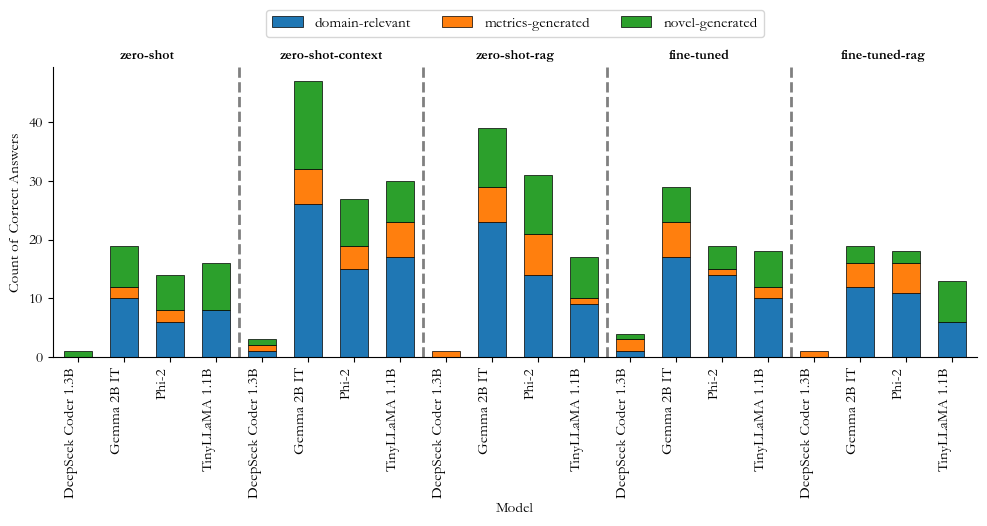 domain-relevant metrics-generated novel-generated
zero-shot zero-shot-context zero-shot-rag fine-tuned fine-tuned-rag
Count of Correct Answers
40
30
20
10
0
DeepSeek Coder 1.3B
Gemma 2B IT
Phi-2
TinyLLaMA 1.1B
DeepSeek Coder 1.3B
Gemma 2B IT
Phi-2
TinyLLaMA 1.1B
DeepSeek Coder 1.3B
Gemma 2B IT
Phi-2
TinyLLaMA 1.1B
DeepSeek Coder 1.3B
Gemma 2B IT
Phi-2
TinyLLaMA 1.1B
DeepSeek Coder 1.3B
Gemma 2B IT
Phi-2
TinyLLaMA 1.1B
Model